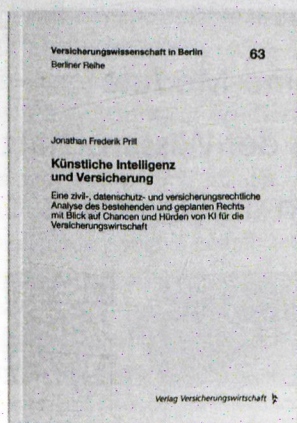 Versicherungswissenschaft in Berlin
Berliner Reihe
63
Jonathan Frederik Prill
Künstliche Intelligenz
und Versicherung
Eine zivil-, datenschutz- und versicherungsrechtliche
Analyse des bestehenden und geplanten Rechts
mit Blick auf Chancen und Hürden von KI für die
Versicherungswirtschaft
Verlag Versicherungswirtschaft